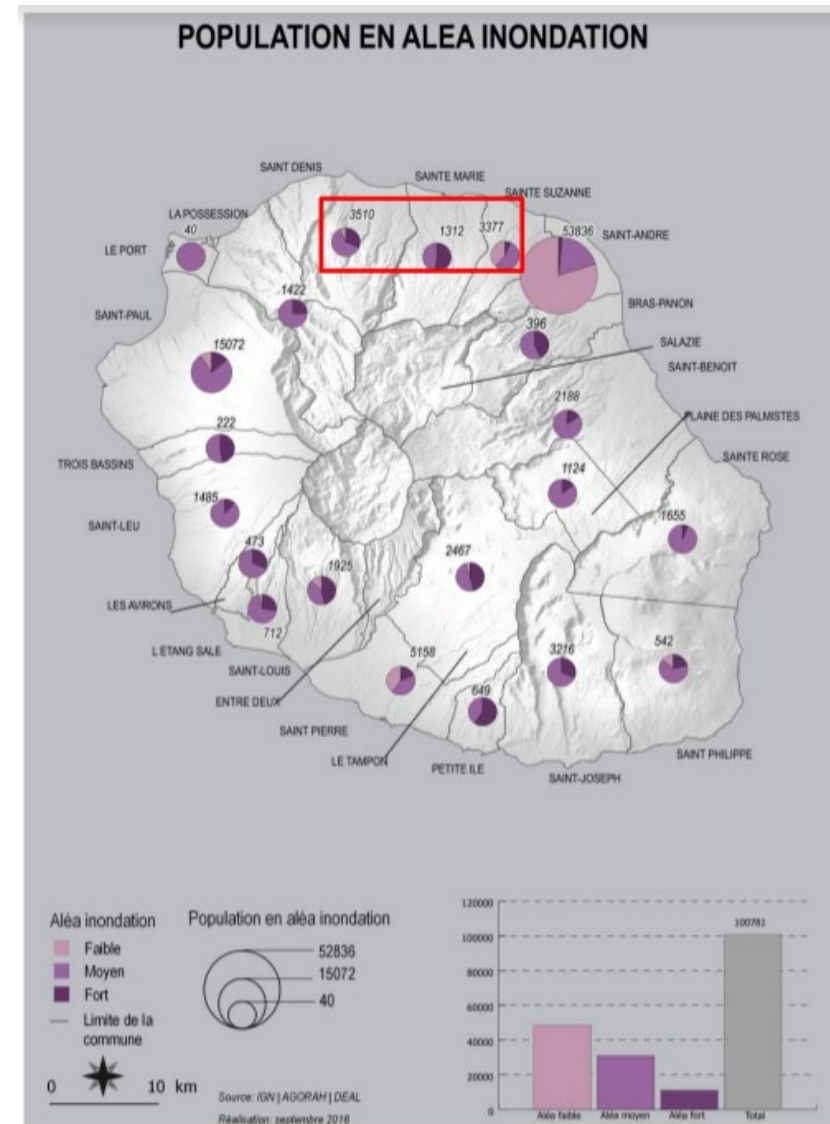 POPULATION EN ALEA INONDATION
SAINT DENIS
SAINTE MARIE
SAINTE SUZANNE
LA POSSESSION
3510
1312
3377
53836
SAINT-ANDRE
40
LE PORT
BRAS-PANON
1422
SAINT-PAUL
396
SALAZIE
15072
SAINT-BENOIT
2188
PLAINE DES PALMISTES
222
TROIS BASSINS
SAINTE ROSE
1124
1485
1655
SAINT-LEU
473
1925
2467
LES AVIRONS
712
542
L ETANG SALE
5158
3216
SAINT-LOUIS
649
ENTRE DEUX
SAINT PIERRE
LE TAMPON
PETITE ILE
SAINT-JOSEPH
SAINT PHILIPPE
Aléa inondation
Faible
Moyen
Fort
Limite de la
commune
0 10 km
Population en aléa inondation
52836
15072
40
Source: IGN | AGORAH | DEAL
Réalisation: septembre 2016
120000
100000
80000
60000
40000
20000
0
100781
Aléa faible Aléa moyen Aléa fort Total